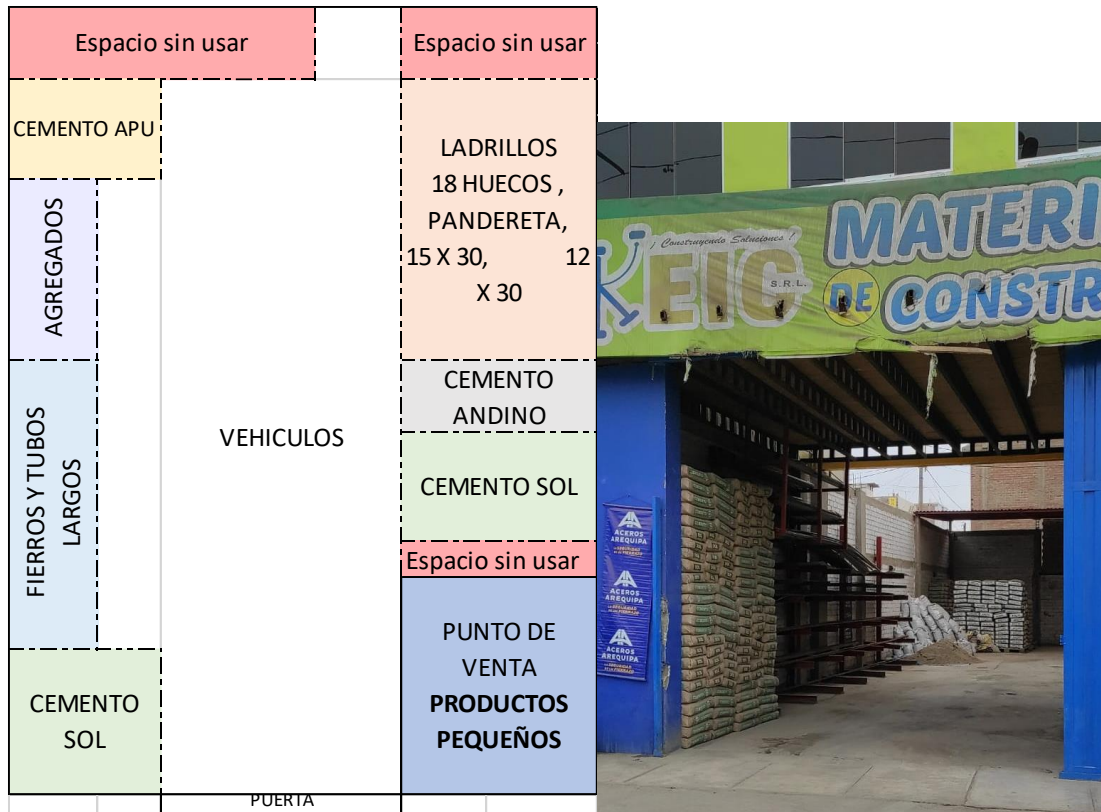 Espacio sin usar
Espacio sin usar
CEMENTO APU
LADRILLOS
18 HUECOS ,
PANDERETA,
15 X 30, 12
X 30
AGREGADOS
CEMENTO
ANDINO
FIERROS Y TUBOS
LARGOS
VEHICULOS
CEMENTO SOL
Espacio sin usar
PUNTO DE
VENTA
PRODUCTOS
PEQUEÑOS
CEMENTO
SOL
PUERTA
¡ Construyendo Soluciones !
KEIC
S.R.L.
MATERI
DE CONSTR
ACEROS
AREQUIPA
ACEROS
AREQUIPA
ACEROS
AREQUIPA